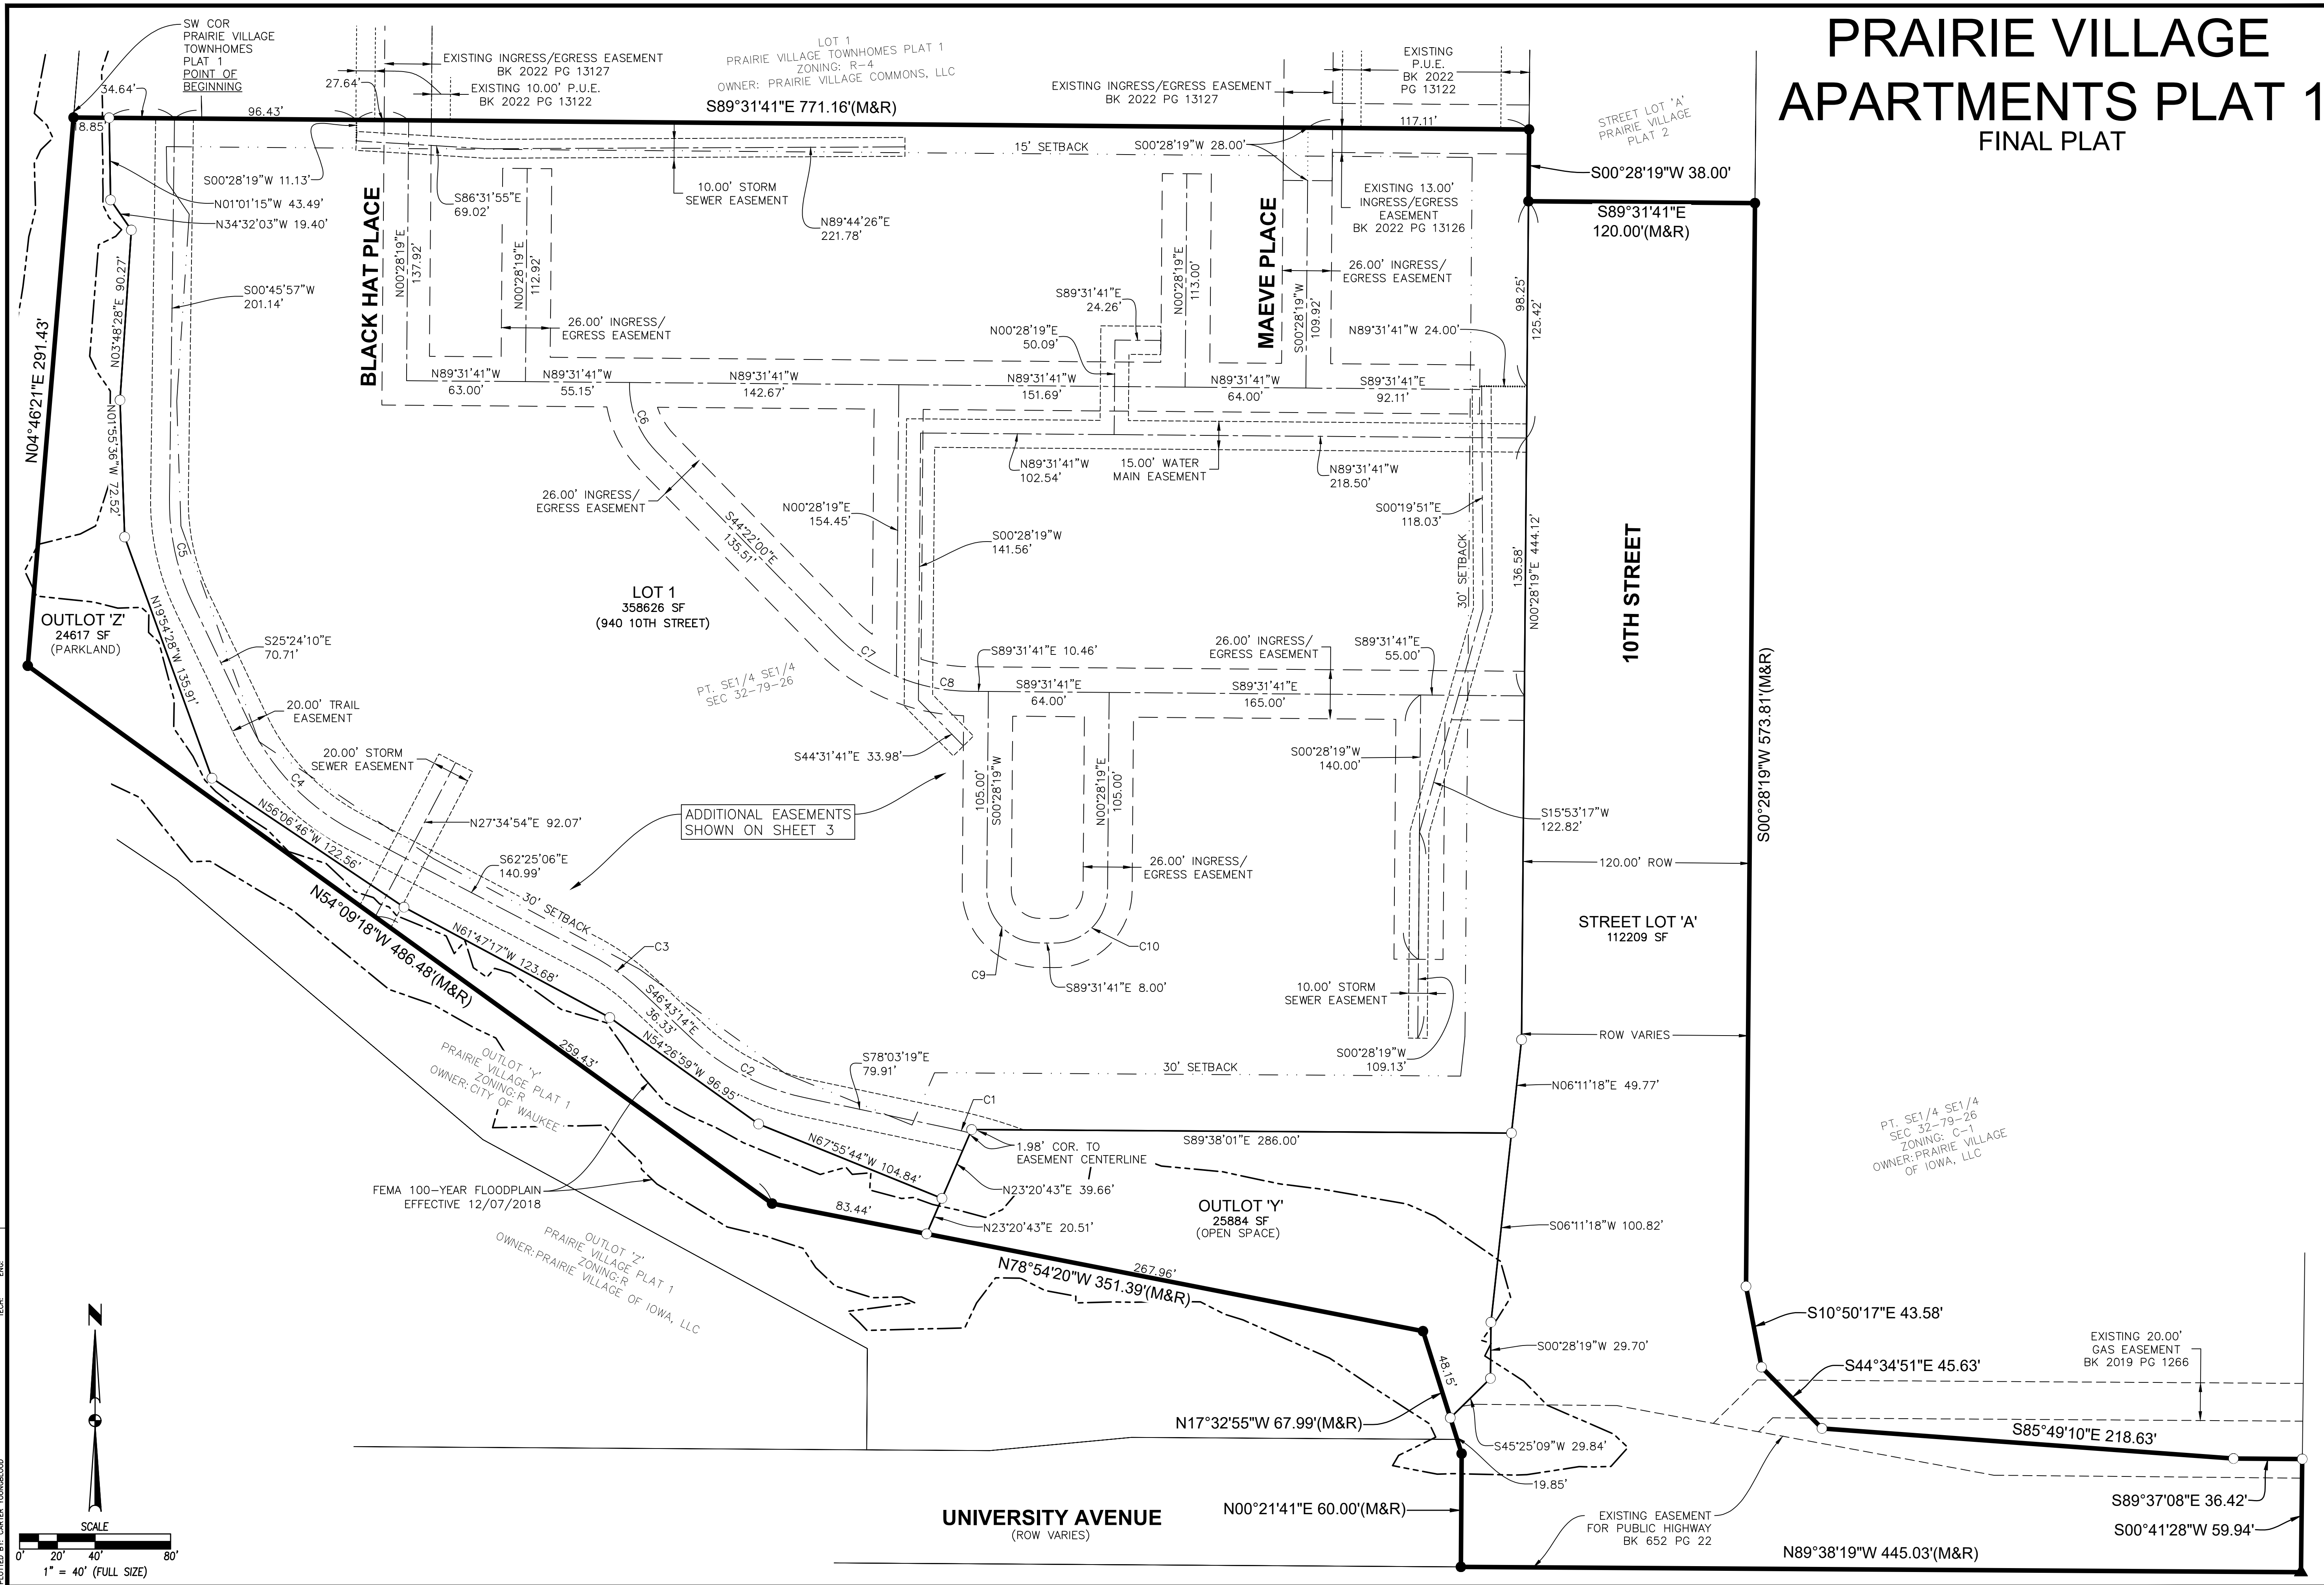 PRAIRIE VILLAGE
APARTMENTS PLAT 1
FINAL PLAT
SW COR
PRAIRIE VILLAGE
TOWNHOMES
PLAT 1
POINT OF
BEGINNING
34.64'
8.85'
96.43'
27.64'
EXISTING INGRESS/EGRESS EASEMENT
BK 2022 PG 13127
EXISTING 10.00' P.U.E.
BK 2022 PG 13122
LOT 1
PRAIRIE VILLAGE TOWNHOMES PLAT 1
ZONING: R-4
OWNER: PRAIRIE VILLAGE COMMONS, LLC
S89°31'41"E 771.16'(M&R)
EXISTING INGRESS/EGRESS EASEMENT
BK 2022 PG 13127
EXISTING
P.U.E.
BK 2022
PG 13122
117.11'
STREET LOT 'A'
PRAIRIE VILLAGE
PLAT 2
S00°28'19"W 38.00'
S89°31'41"E
120.00'(M&R)
S00°28'19"W 11.13'
N01°01'15"W 43.49'
N34°32'03"W 19.40'
S00°45'57"W
201.14'
N03°48'28"E 90.27'
N04°46'21"E 291.43'
N01°55'36"W 72.52'
BLACK HAT PLACE
N00°28'19"E
137.92'
S86°31'55"E
69.02'
N00°28'19"E
112.92'
26.00' INGRESS/
EGRESS EASEMENT
10.00' STORM
SEWER EASEMENT
N89°44'26"E
221.78'
15' SETBACK
S00°28'19"W 28.00'
EXISTING 13.00'
INGRESS/EGRESS
EASEMENT
BK 2022 PG 13126
MAEVE PLACE
26.00' INGRESS/
EGRESS EASEMENT
N00°28'19"E
113.00'
S89°31'41"E
24.26'
N00°28'19"E
50.09'
S00°28'19"W
109.92'
N89°31'41"W 24.00'
98.25'
125.42'
N89°31'41"W
63.00'
N89°31'41"W
55.15'
N89°31'41"W
142.67'
N89°31'41"W
151.69'
N89°31'41"W
64.00'
S89°31'41"E
92.11'
C6
26.00' INGRESS/
EGRESS EASEMENT
S44°22'00"E
135.51'
N00°28'19"E
154.45'
S00°28'19"W
141.56'
N89°31'41"W
102.54'
15.00' WATER
MAIN EASEMENT
N89°31'41"W
218.50'
S00°19'51"E
118.03'
30' SETBACK
136.58'
N00°28'19"E 444.12'
10TH STREET
S00°28'19"W 573.81'(M&R)
C5
OUTLOT 'Z'
24617 SF
(PARKLAND)
N19°54'28"W 135.91'
S25°24'10"E
70.71'
20.00' TRAIL
EASEMENT
LOT 1
358626 SF
(940 10TH STREET)
PT. SE1/4 SE1/4
SEC 32-79-26
C7
C8
S89°31'41"E 10.46'
S89°31'41"E
64.00'
26.00' INGRESS/
EGRESS EASEMENT
S89°31'41"E
55.00'
S89°31'41"E
165.00'
S44°31'41"E 33.98'
S00°28'19"W
140.00'
20.00' STORM
SEWER EASEMENT
C4
N56°06'46"W 122.56'
N27°34'54"E 92.07'
ADDITIONAL EASEMENTS
SHOWN ON SHEET 3
105.00'
S00°28'19"W
N00°28'19"E
105.00'
26.00' INGRESS/
EGRESS EASEMENT
S15°53'17"W
122.82'
120.00' ROW
S62°25'06"E
140.99'
30' SETBACK
STREET LOT 'A'
112209 SF
N54°09'18"W 486.48'(M&R)
N61°47'17"W 123.68'
C3
C9
C10
S89°31'41"E 8.00'
10.00' STORM
SEWER EASEMENT
S46°43'14"E
36.33'
259.43'
N54°26'59"W 96.95'
C2
S78°03'19"E
79.91'
S00°28'19"W
109.13'
30' SETBACK
ROW VARIES
N06°11'18"E 49.77'
OUTLOT 'Y'
PRAIRIE VILLAGE PLAT 1
ZONING:R
OWNER:CITY OF WAUKEE
C1
1.98' COR. TO
EASEMENT CENTERLINE
S89°38'01"E 286.00'
N67°55'44"W 104.84'
N23°20'43"E 39.66'
N23°20'43"E 20.51'
FEMA 100-YEAR FLOODPLAIN
EFFECTIVE 12/07/2018
83.44'
OUTLOT 'Y'
25884 SF
(OPEN SPACE)
PT. SE1/4 SE1/4
SEC 32-79-26
ZONING: C-1
OWNER:PRAIRIE VILLAGE
OF IOWA, LLC
OUTLOT 'Z'
PRAIRIE VILLAGE PLAT 1
ZONING:R
OWNER:PRAIRIE VILLAGE OF IOWA, LLC
267.96'
N78°54'20"W 351.39'(M&R)
S06°11'18"W 100.82'
S10°50'17"E 43.58'
S00°28'19"W 29.70'
48.15'
S44°34'51"E 45.63'
EXISTING 20.00'
GAS EASEMENT
BK 2019 PG 1266
N17°32'55"W 67.99'(M&R)
S45°25'09"W 29.84'
19.85'
S85°49'10"E 218.63'
UNIVERSITY AVENUE
(ROW VARIES)
N00°21'41"E 60.00'(M&R)
EXISTING EASEMENT
FOR PUBLIC HIGHWAY
BK 652 PG 22
S89°37'08"E 36.42'
S00°41'28"W 59.94'
N89°38'19"W 445.03'(M&R)
N
SCALE
0' 20' 40' 80'
1" = 40' (FULL SIZE)
ENG:
TECH:
PLOTTED BY: CARTER YOUNGBLOOD